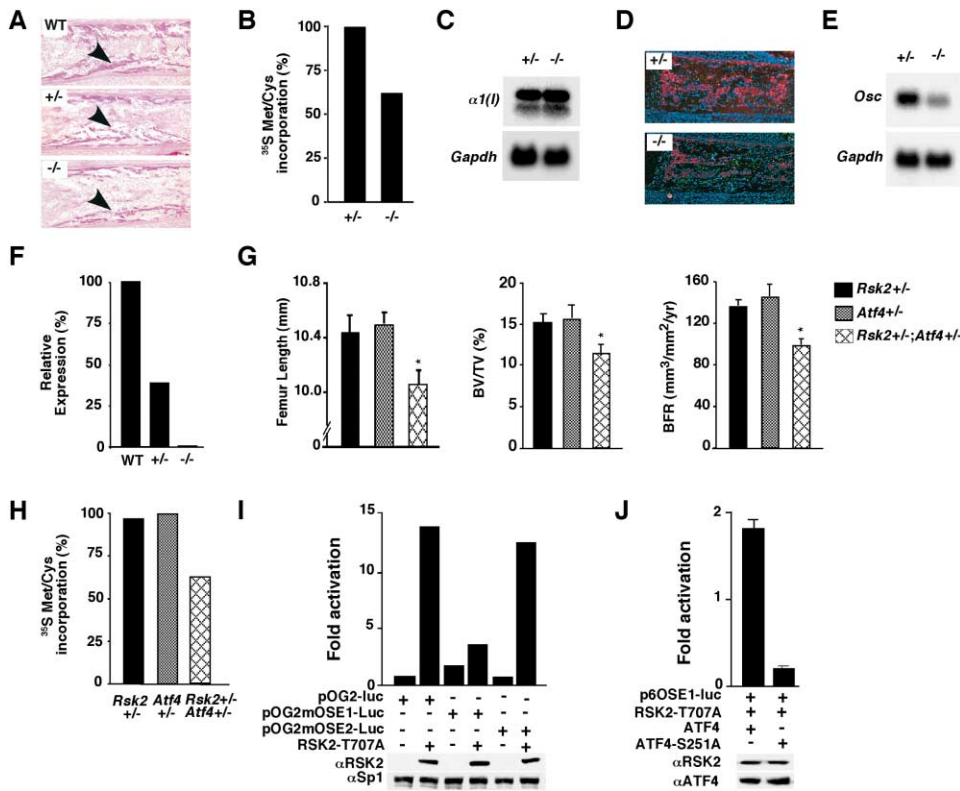 A
WT
+/-
-/-
B
³⁵S Met/Cys
incorporation (%)
100
75
50
25
0
+/- -/-
C
+/- -/-
α1(I)
Gapdh
D
+/-
-/-
E
+/- -/-
Osc
Gapdh
F
Relative
Expression (%)
100
75
50
25
0
WT +/- -/-
G
Femur Length (mm)
10.8
10.4
10.0
0
*
BV/TV (%)
20
15
10
5
0
*
BFR (mm³/mm²/yr)
160
120
80
40
0
*
Rsk2+/-
Atf4+/-
Rsk2+/-;Atf4+/-
H
³⁵S Met/Cys
incorporation (%)
100
75
50
25
0
Rsk2 Atf4 Rsk2+/-
+/- +/- Atf4+/-
I
Fold activation
15
10
5
0
pOG2-luc + + - - - -
pOG2mOSE1-Luc - - + + - -
pOG2mOSE2-Luc - - - - + +
RSK2-T707A - + - + - +
αRSK2
αSp1
J
Fold activation
2
1
0
p6OSE1-luc + +
RSK2-T707A + +
ATF4 + -
ATF4-S251A - +
αRSK2
αATF4